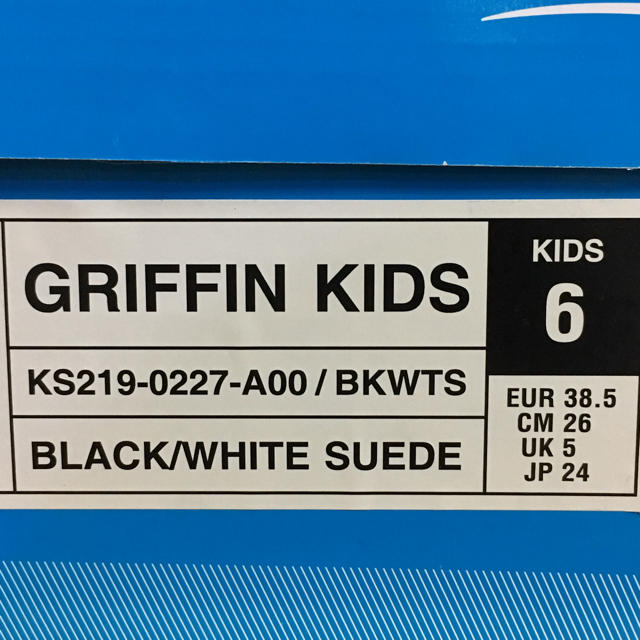 GRIFFIN KIDS
KS219-0227-A00 / BKWTS
BLACK/WHITE SUEDE
KIDS
6
EUR 38.5
CM 26
UK 5
JP 24